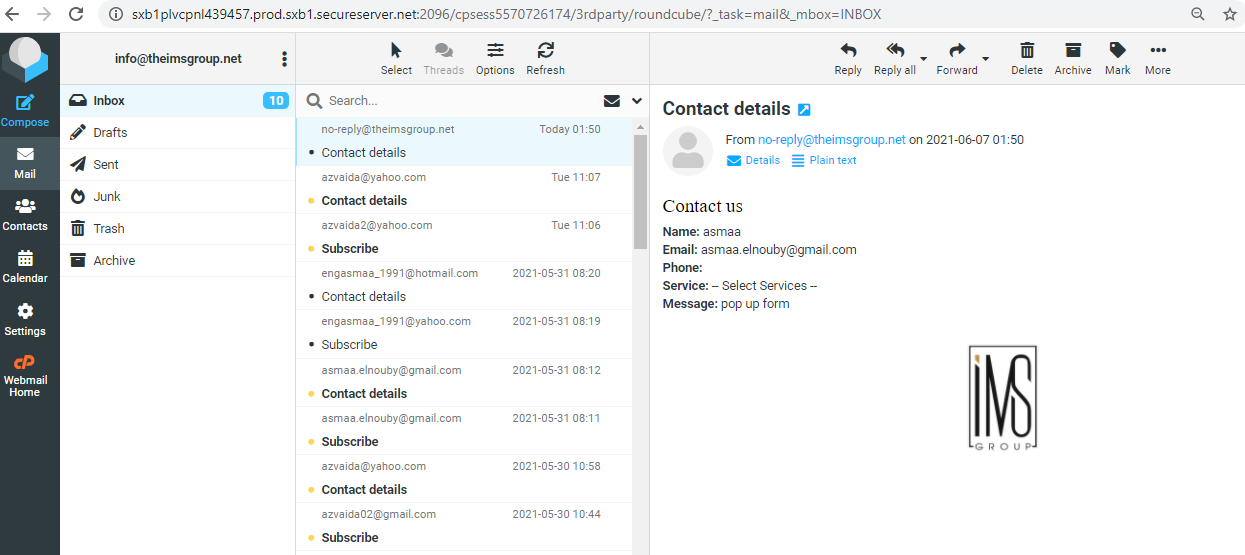 sxb1plvcpnl439457.prod.sxb1.secureserver.net:2096/cpsess5570726174/3rdparty/roundcube/?_task=mail&_mbox=INBOX
info@theimsgroup.net
Compose
Mail
Contacts
Calendar
Settings
cP
Webmail
Home
Inbox 10
Drafts
Sent
Junk
Trash
Archive
Select Threads Options Refresh
Search...
no-reply@theimsgroup.net Today 01:50
• Contact details
azvaida@yahoo.com Tue 11:07
• Contact details
azvaida2@yahoo.com Tue 11:06
• Subscribe
engasmaa_1991@hotmail.com 2021-05-31 08:20
• Contact details
engasmaa_1991@yahoo.com 2021-05-31 08:19
• Subscribe
asmaa.elnouby@gmail.com 2021-05-31 08:12
• Contact details
asmaa.elnouby@gmail.com 2021-05-31 08:11
• Subscribe
azvaida@yahoo.com 2021-05-30 10:58
• Contact details
azvaida02@gmail.com 2021-05-30 10:44
• Subscribe
Reply Reply all Forward Delete Archive Mark More
Contact details
From no-reply@theimsgroup.net on 2021-06-07 01:50
Details Plain text
Contact us
Name: asmaa
Email: asmaa.elnouby@gmail.com
Phone:
Service: -- Select Services --
Message: pop up form
iMS
GROUP